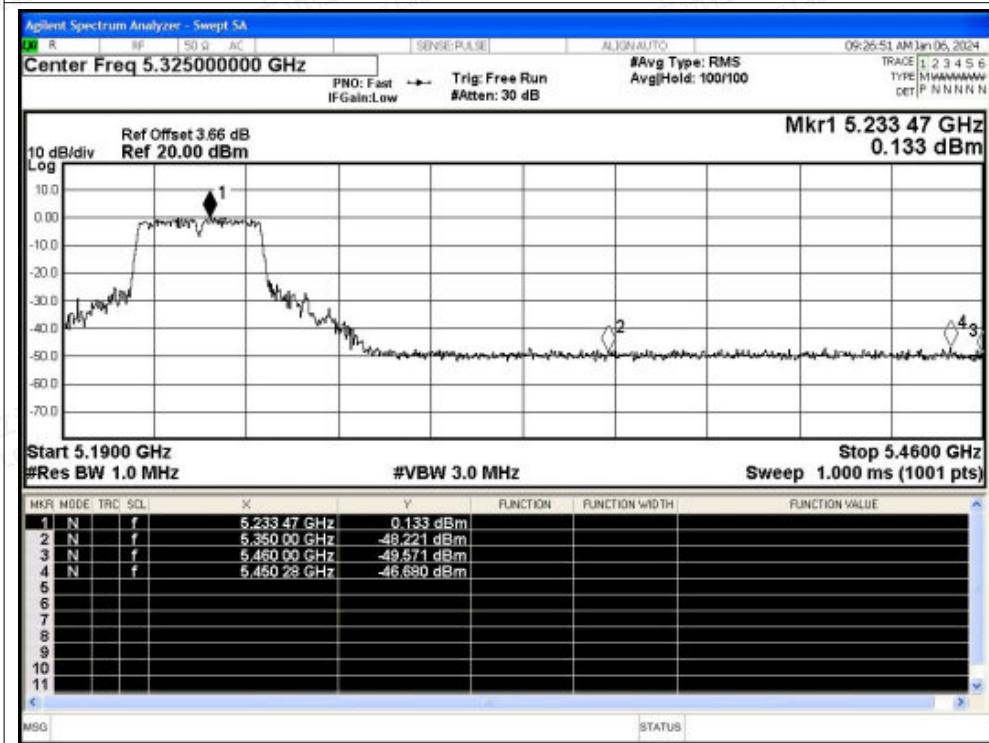 Agilent Spectrum Analyzer - Swept SA
R RF 50 Ω AC SENSE:PULSE ALIGN AUTO 09:26:51 AM Jan 06, 2024
Center Freq 5.325000000 GHz
PNO: Fast
IFGain:Low
Trig: Free Run
#Atten: 30 dB
#Avg Type: RMS
Avg|Hold: 100/100
TRACE 1 2 3 4 5 6
TYPE M
DET P N N N N N
Ref Offset 3.66 dB
Ref 20.00 dBm
10 dB/div
Log
Mkr1 5.233 47 GHz
0.133 dBm
10.0
0.00
-10.0
-20.0
-30.0
-40.0
-50.0
-60.0
-70.0
1
2
4
3
Start 5.1900 GHz
Stop 5.4600 GHz
#Res BW 1.0 MHz
#VBW 3.0 MHz
Sweep 1.000 ms (1001 pts)
MKR MODE TRC SCL X Y FUNCTION FUNCTION WIDTH FUNCTION VALUE
1 N f 5.233 47 GHz 0.133 dBm
2 N f 5.350 00 GHz -48.221 dBm
3 N f 5.460 00 GHz -49.571 dBm
4 N f 5.450 28 GHz -46.680 dBm
5
6
7
8
9
10
11
MSG
STATUS